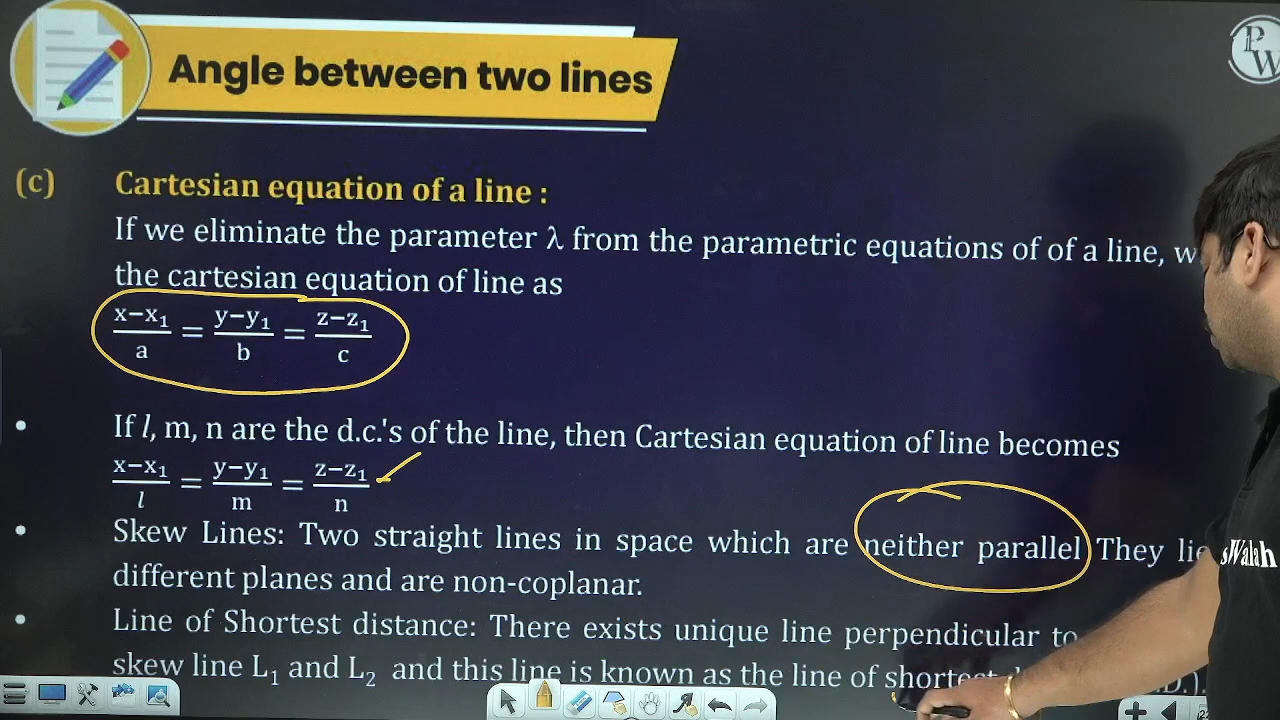 Angle between two lines
PW
(c) Cartesian equation of a line :
If we eliminate the parameter λ from the parametric equations of of a line,
the cartesian equation of line as
x−x₁/a = y−y₁/b = z−z₁/c
• If l, m, n are the d.c.'s of the line, then Cartesian equation of line becomes
x−x₁/l = y−y₁/m = z−z₁/n
• Skew Lines: Two straight lines in space which are neither parallel They
different planes and are non-coplanar.
• Line of Shortest distance: There exists unique line perpendicular to
skew line L₁ and L₂ and this line is known as the line of shortest
sWalah